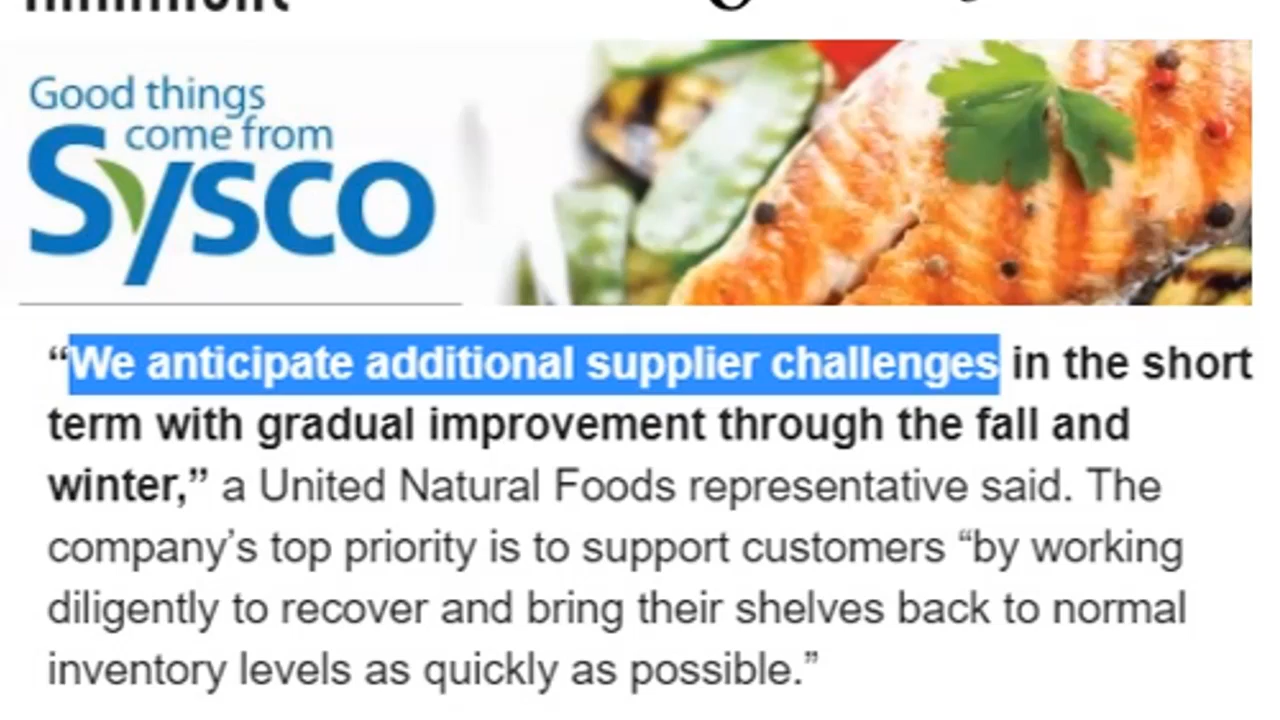 Good things
come from
Sysco
“We anticipate additional supplier challenges in the short
term with gradual improvement through the fall and
winter,” a United Natural Foods representative said. The
company’s top priority is to support customers “by working
diligently to recover and bring their shelves back to normal
inventory levels as quickly as possible.”